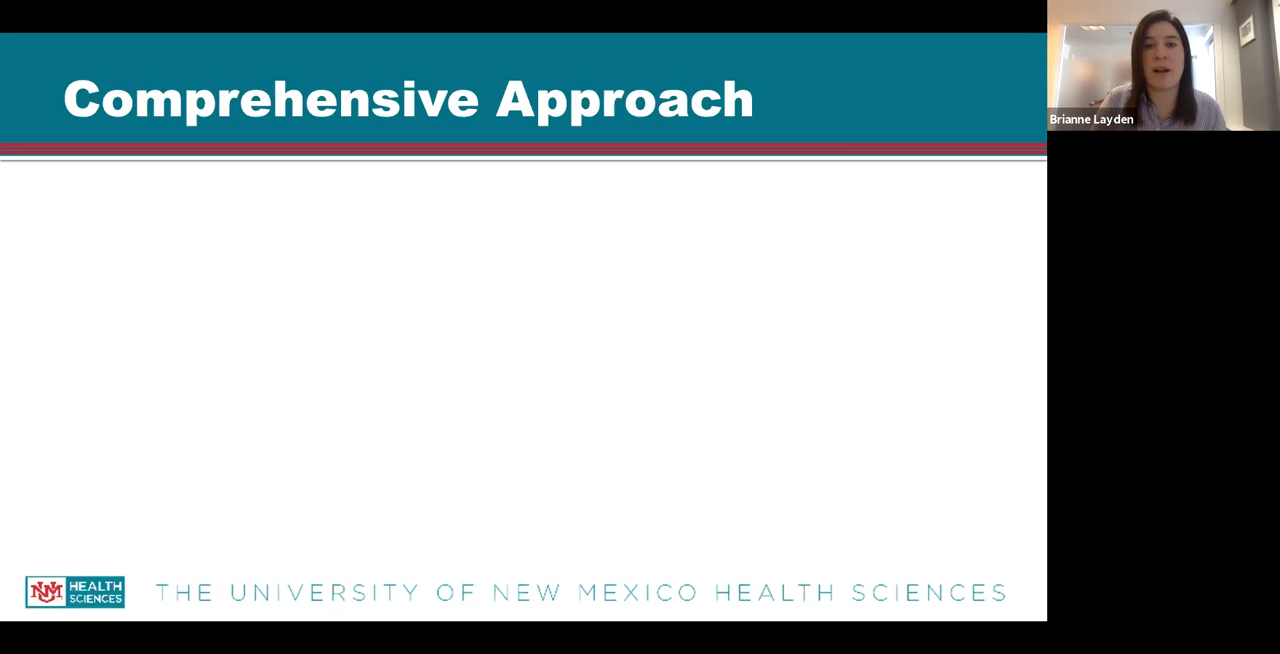 Comprehensive Approach
Brianne Layden
UNM HEALTH
SCIENCES
THE UNIVERSITY OF NEW MEXICO HEALTH SCIENCES